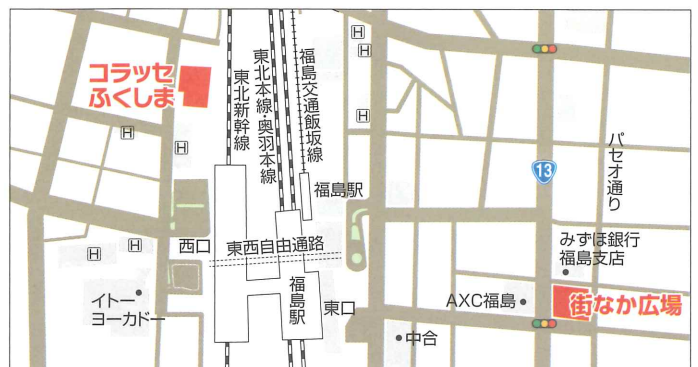 コラッセ
ふくしま
東北新幹線
東北本線・奥羽本線
福島交通飯坂線
福島駅
H
H
H
H
H
H
H
13
パセオ通り
みずほ銀行
福島支店
西口
東西自由通路
福島駅
東口
イトー
ヨーカドー
AXC福島
街なか広場
中合